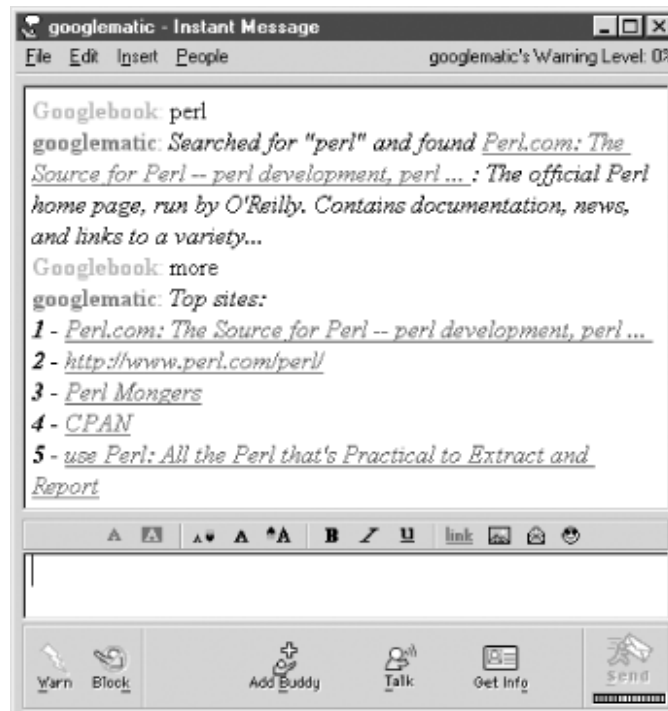 googlematic - Instant Message
File Edit Insert People googlematic's Warning Level: 0%
Googlebook: perl
googlematic: Searched for "perl" and found Perl.com: The
Source for Perl -- perl development, perl ... : The official Perl
home page, run by O'Reilly. Contains documentation, news,
and links to a variety...
Googlebook: more
googlematic: Top sites:
1 - Perl.com: The Source for Perl -- perl development, perl ...
2 - http://www.perl.com/perl/
3 - Perl Mongers
4 - CPAN
5 - use Perl: All the Perl that's Practical to Extract and
Report
A A A A A B I U link
Warn Block Add Buddy Talk Get Info Send